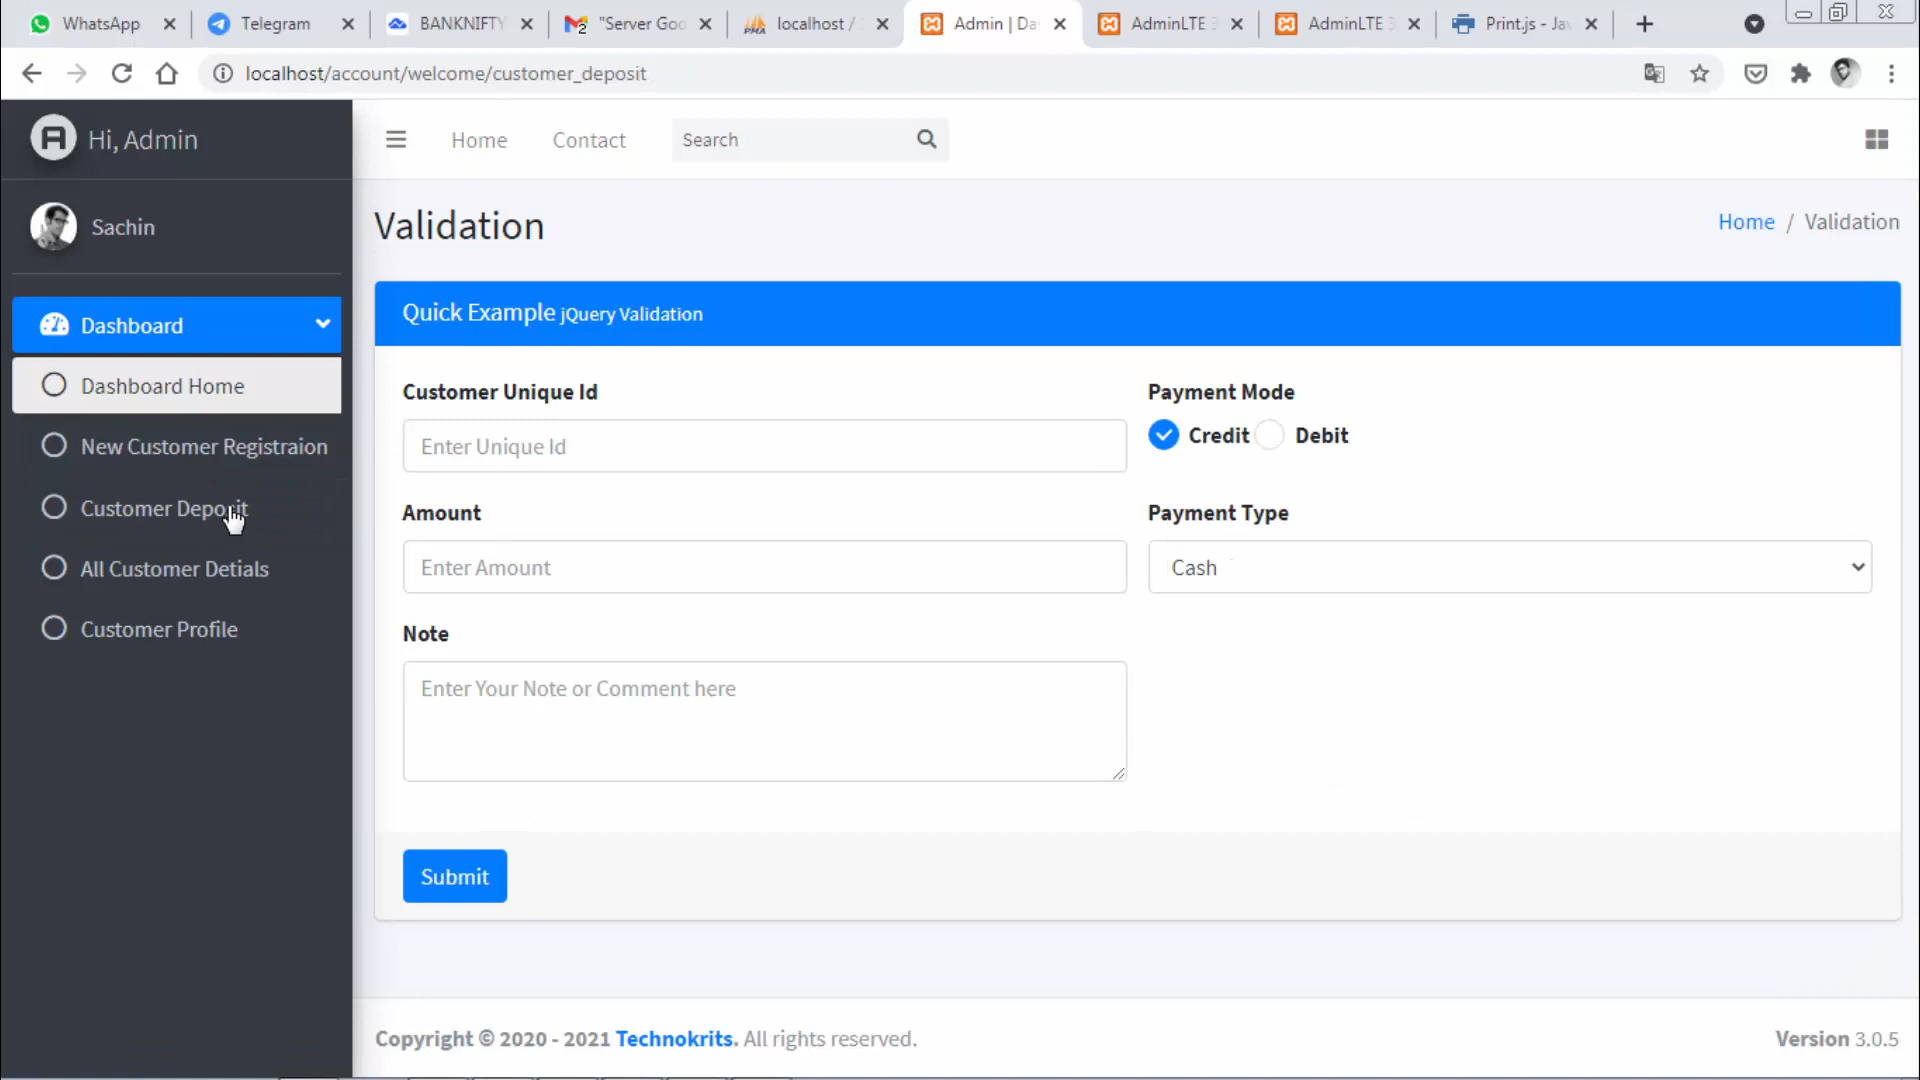 WhatsApp
Telegram
BANKNIFTY
"Server Goo
localhost /
Admin | Da
AdminLTE 3
AdminLTE 3
Print.js - Jav
localhost/account/welcome/customer_deposit
Hi, Admin
Home
Contact
Search
Sachin
Validation
Home / Validation
Dashboard
Quick Example jQuery Validation
Dashboard Home
New Customer Registraion
Customer Deposit
All Customer Detials
Customer Profile
Customer Unique Id
Enter Unique Id
Payment Mode
Credit
Debit
Amount
Enter Amount
Payment Type
Cash
Note
Enter Your Note or Comment here
Submit
Copyright © 2020 - 2021 Technokrits. All rights reserved.
Version 3.0.5